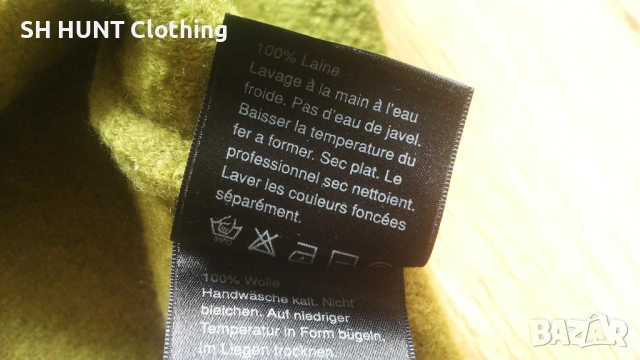 SH HUNT Clothing
100% Laine
Lavage à la main à l'eau
froide. Pas d'eau de javel.
Baisser la temperature du
fer a former. Sec plat. Le
professionnel sec nettoient.
Laver les couleurs foncées
séparément.
30°C
100% Wolle
Handwäsche kalt. Nicht
bleichen. Auf niedriger
Temperatur in Form bügeln.
Im Liegen trocknen.
BAZAR